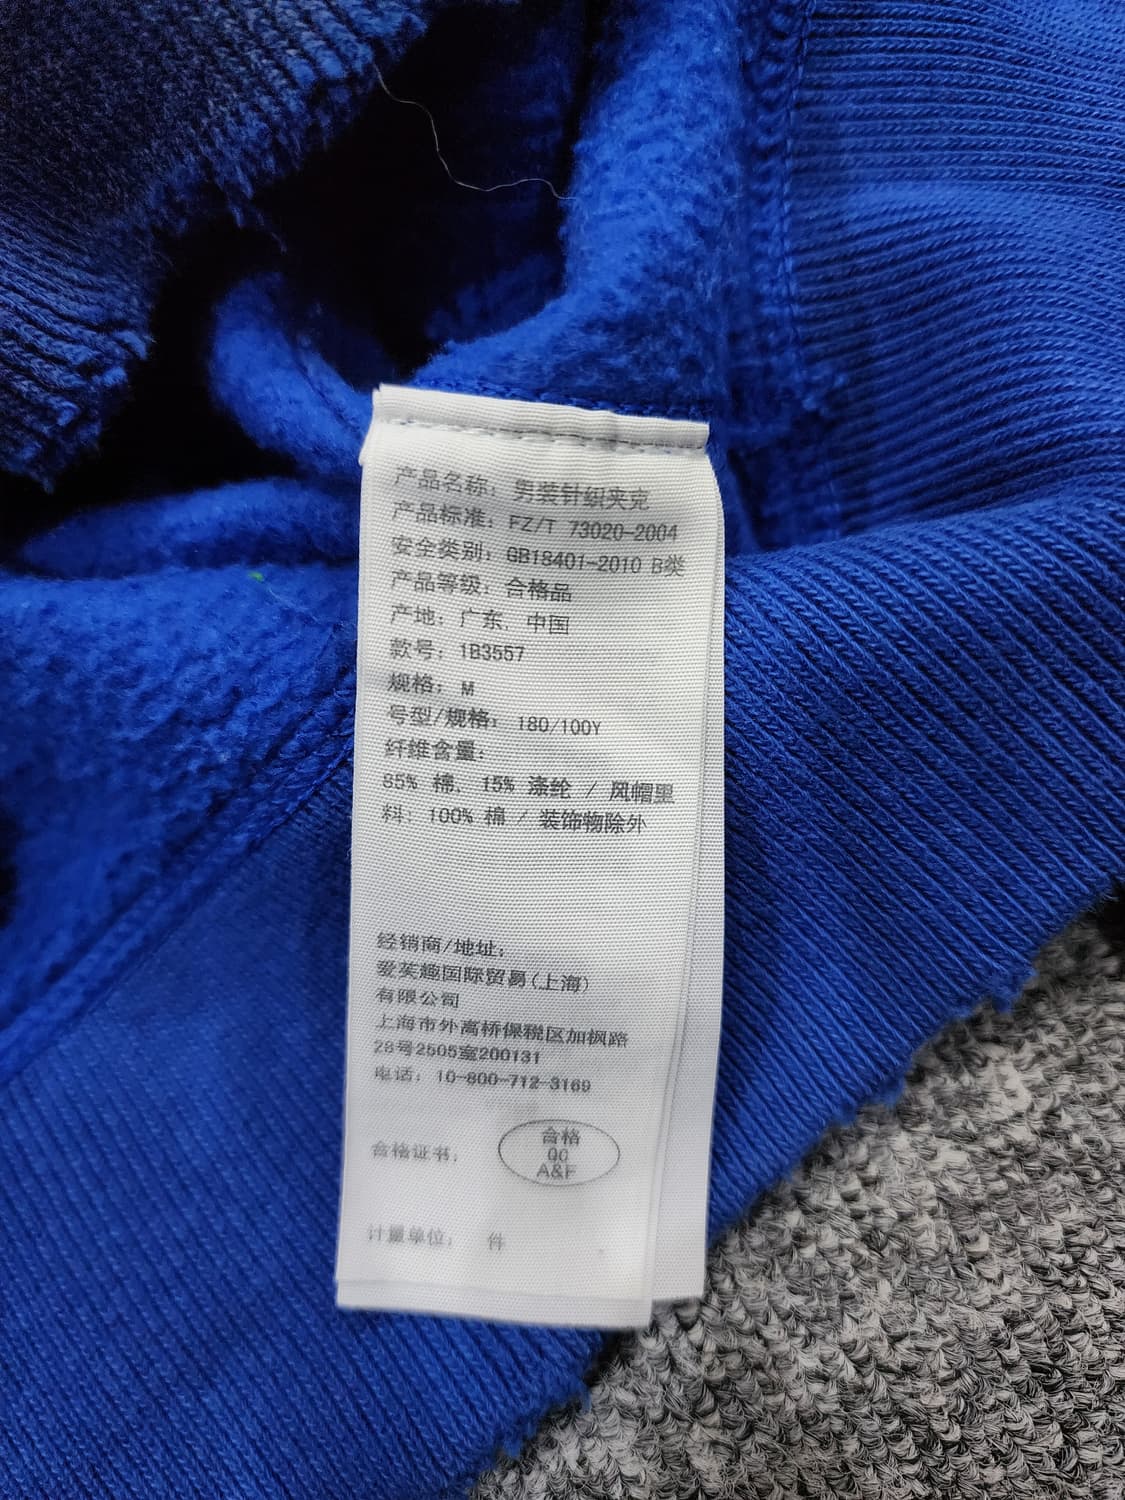 产品名称：男装针织夹克
产品标准：FZ/T 73020-2004
安全类别：GB18401-2010 B类
产品等级：合格品
产地：广东、中国
款号：1B3557
规格：M
号型/规格：180/100Y
纤维含量：
85% 棉、15% 涤纶 / 风帽里
料：100% 棉 / 装饰物除外
经销商/地址：
爱芙趣国际贸易(上海)
有限公司
上海市外高桥保税区加枫路
28号2505室200131
电话：10-800-712-3169
合格证书：
合格
00
A&F
计量单位： 件